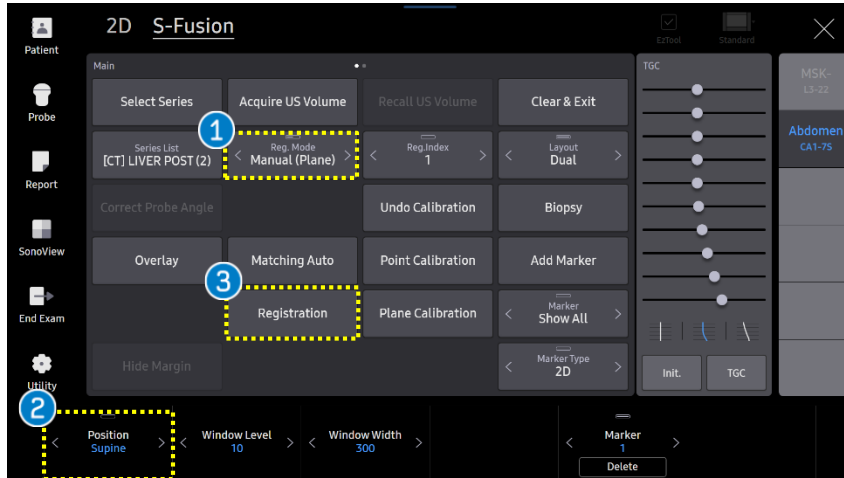 2D S-Fusion
EzTool
Standard
Patient
Probe
Report
SonoView
End Exam
Utility
Main
Select Series
Acquire US Volume
Recall US Volume
Clear & Exit
1
Series List
[CT] LIVER POST (2)
Reg. Mode
Manual (Plane)
Reg.Index
1
Layout
Dual
Correct Probe Angle
Undo Calibration
Biopsy
Overlay
Matching Auto
Point Calibration
Add Marker
3
Registration
Plane Calibration
Marker
Show All
Hide Margin
Marker Type
2D
TGC
Init.
TGC
MSK-
L3-22
Abdomen
CA1-7S
2
Position
Supine
Window Level
10
Window Width
300
Marker
1
Delete